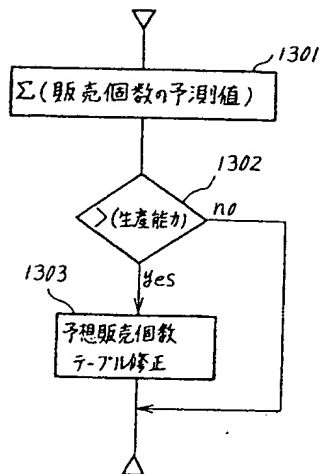 1301
Σ(販売個数の予測値)
1302
>(生産能力)
no
yes
1303
予想販売個数
テーブル修正